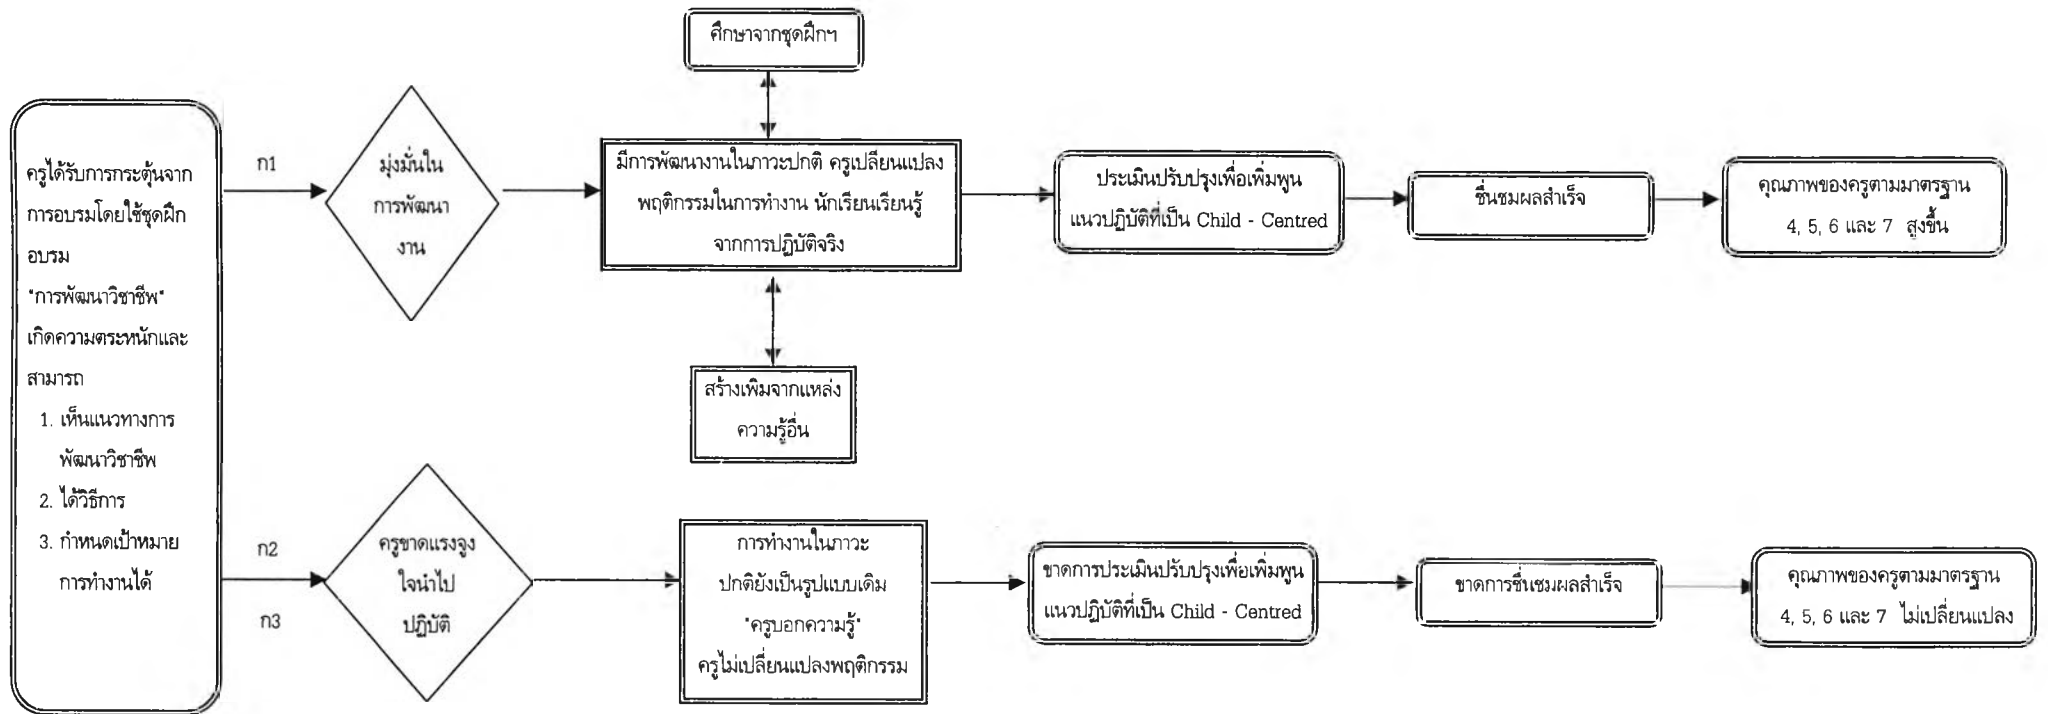 ศึกษาจากชุดฝึกฯ
ครูได้รับการกระตุ้นจาก
การอบรมโดยใช้ชุดฝึก
อบรม
"การพัฒนาวิชาชีพ"
เกิดความตระหนักและ
สามารถ
1. เห็นแนวทางการ
พัฒนาวิชาชีพ
2. ได้วิธีการ
3. กำหนดเป้าหมาย
การทำงานได้
ก1
มุ่งมั่นใน
การพัฒนา
งาน
มีการพัฒนางานในภาวะปกติ ครูเปลี่ยนแปลง
พฤติกรรมในการทำงาน นักเรียนเรียนรู้
จากการปฏิบัติจริง
ประเมินปรับปรุงเพื่อเพิ่มพูน
แนวปฏิบัติที่เป็น Child - Centred
ชื่นชมผลสำเร็จ
คุณภาพของครูตามมาตรฐาน
4, 5, 6 และ 7 สูงขึ้น
สร้างเพิ่มจากแหล่ง
ความรู้อื่น
ก2
ก3
ครูขาดแรงจูง
ใจนำไป
ปฏิบัติ
การทำงานในภาวะ
ปกติยังเป็นรูปแบบเดิม
"ครูบอกความรู้"
ครูไม่เปลี่ยนแปลงพฤติกรรม
ขาดการประเมินปรับปรุงเพื่อเพิ่มพูน
แนวปฏิบัติที่เป็น Child - Centred
ขาดการชื่นชมผลสำเร็จ
คุณภาพของครูตามมาตรฐาน
4, 5, 6 และ 7 ไม่เปลี่ยนแปลง